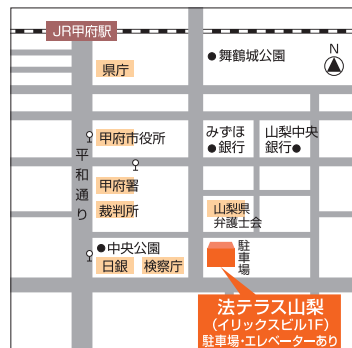 JR甲府駅
県庁
舞鶴城公園
N
甲府市役所
みずほ
銀行
山梨中央
銀行
平和通り
甲府署
裁判所
山梨県
弁護士会
中央公園
日銀
検察庁
駐車場
法テラス山梨
(イリックスビル1F)
駐車場・エレベーターあり